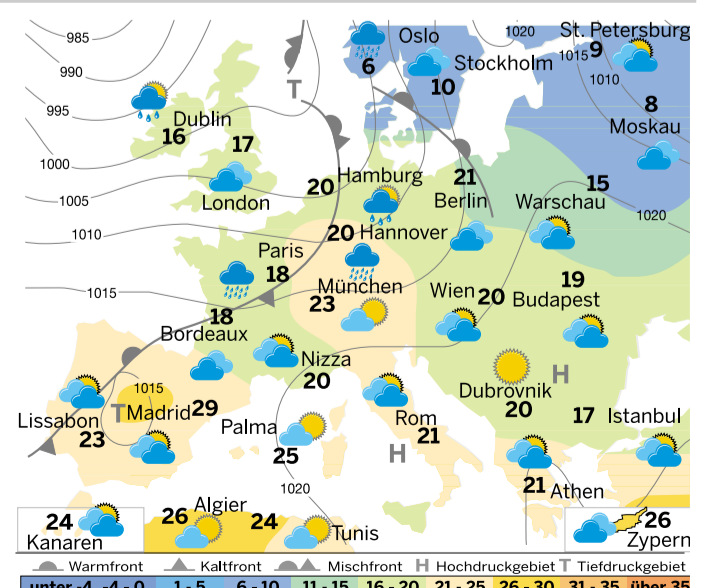 985
990
995
1000
1005
1010
1015
1020
1015
1010
1020
1015
1020
T
Oslo
6
Stockholm
10
St. Petersburg
9
8
Moskau
Dublin
16
17
London
20
Hamburg
21
Berlin
15
Warschau
20 Hannover
Paris
18
München
23
Wien 20
19
Budapest
18
Bordeaux
Nizza
20
Dubrovnik
20
H
T
Madrid 29
Lissabon
23
Palma
25
Rom
21
H
17 Istanbul
21 Athen
24
Kanaren
26 Algier
24
Tunis
26
Zypern
Warmfront Kaltfront Mischfront H Hochdruckgebiet T Tiefdruckgebiet
unter -4 -4 - 0 1 - 5 6 - 10 11 - 15 16 - 20 21 - 25 26 - 30 31 - 35 über 35